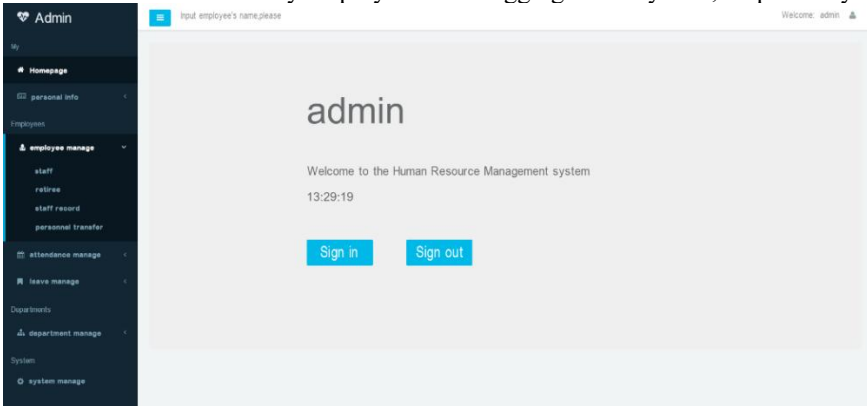 Admin
Input employee's name,please
Welcome: admin
My
Homepage
personal info
Employees
employee manage
staff
retiree
staff record
personnel transfer
attendance manage
leave manage
Departments
department manage
System
system manage
admin
Welcome to the Human Resource Management system
13:29:19
Sign in Sign out